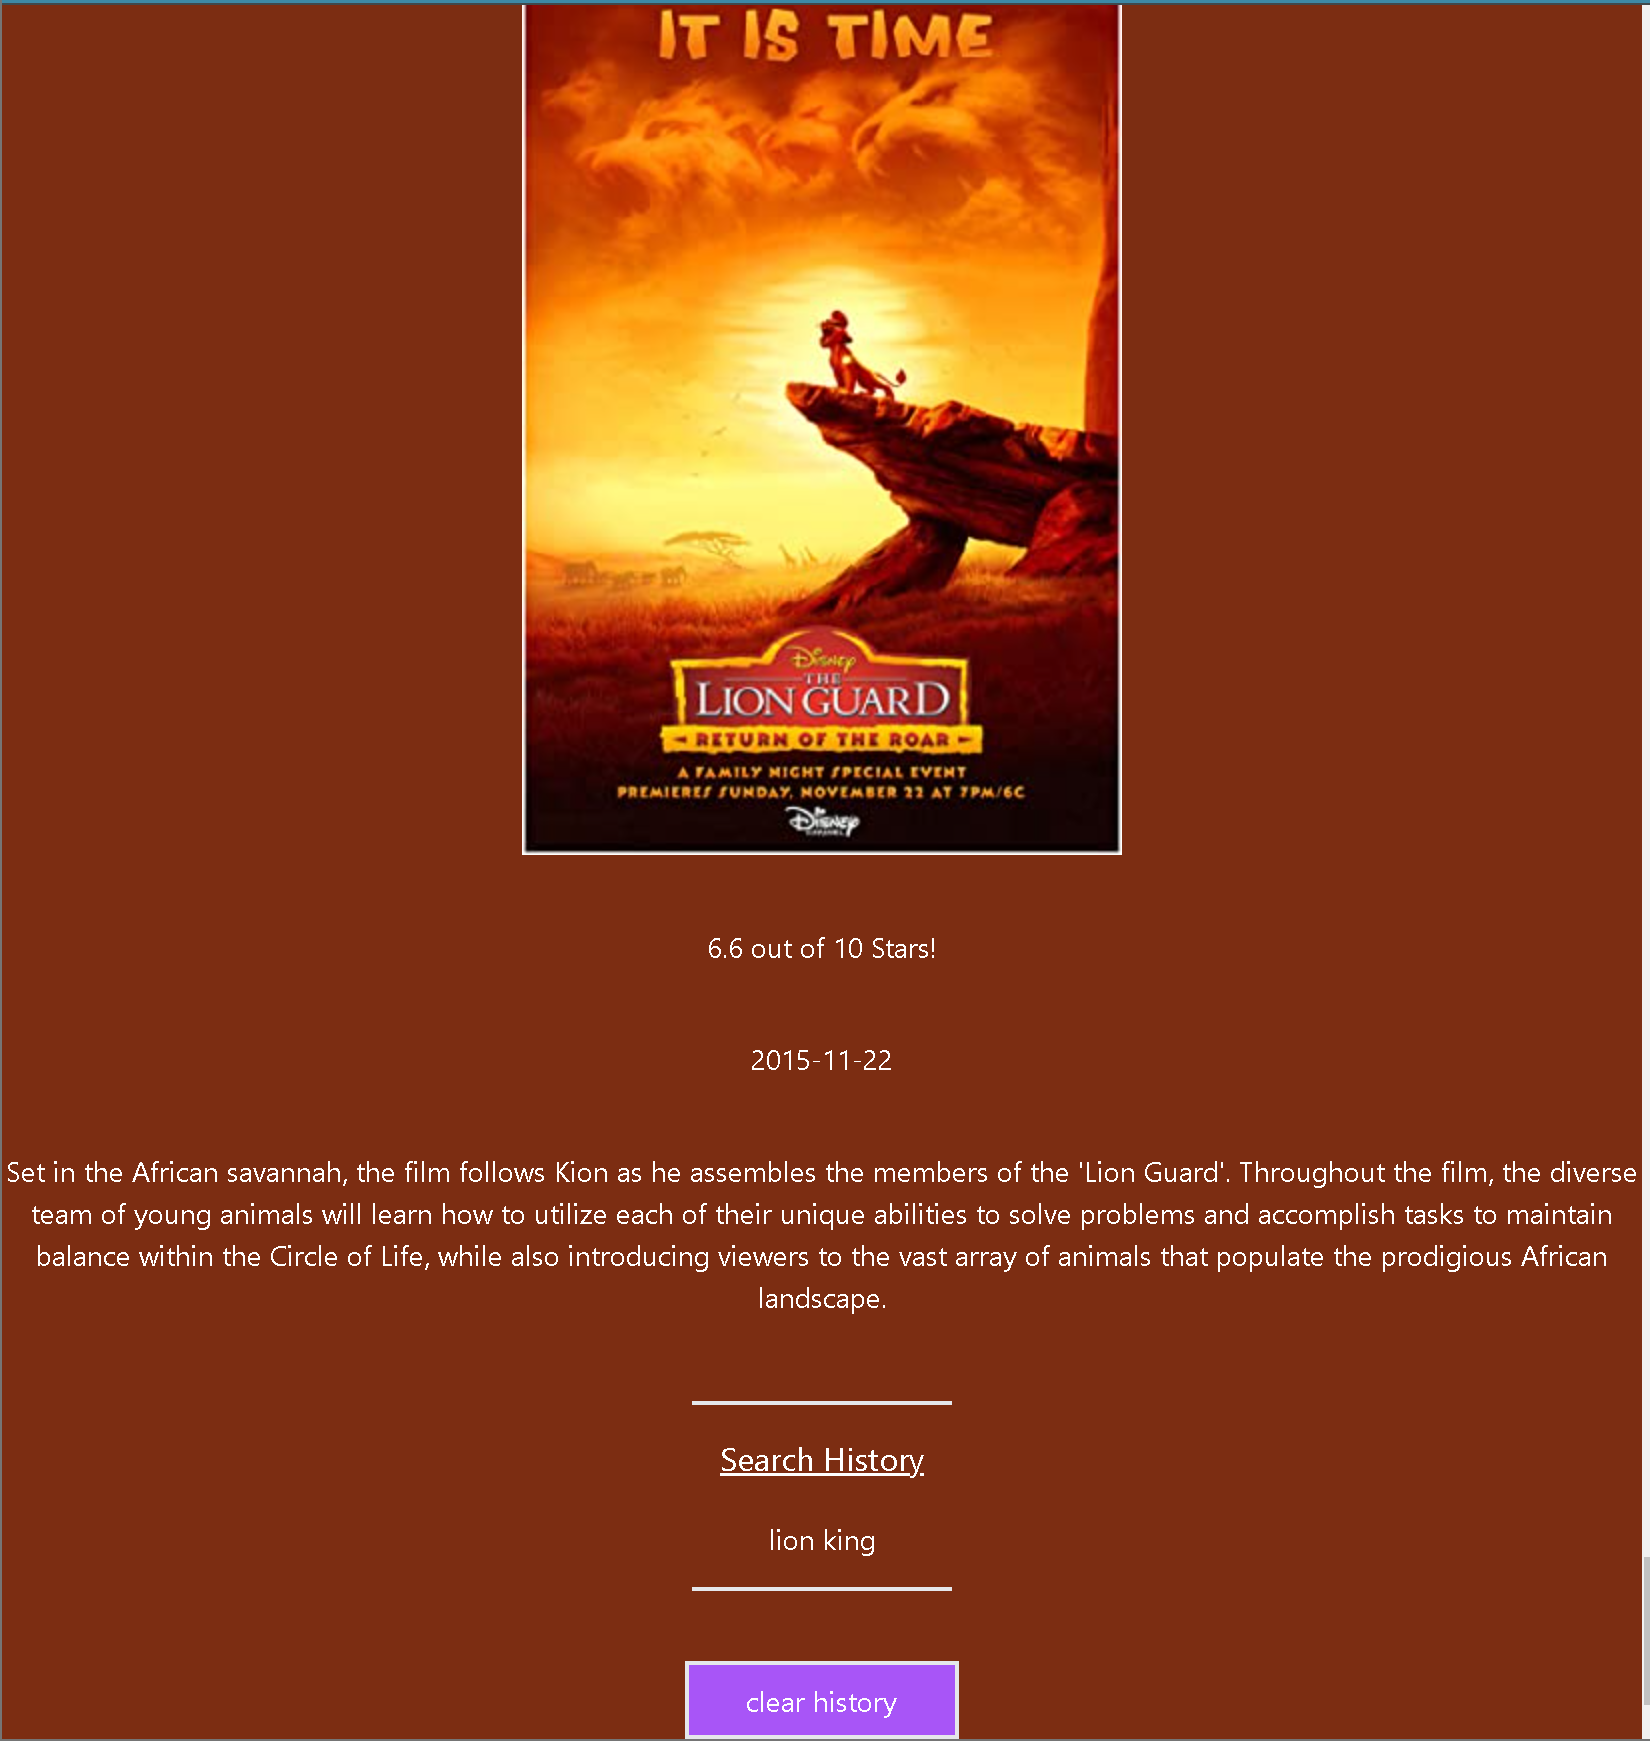 IT IS TIME
Disney
THE
LION GUARD
RETURN OF THE ROAR
A FAMILY NIGHT SPECIAL EVENT
PREMIERES SUNDAY, NOVEMBER 22 AT 7PM/6C
Disney
CHANNEL
6.6 out of 10 Stars!
2015-11-22
Set in the African savannah, the film follows Kion as he assembles the members of the 'Lion Guard'. Throughout the film, the diverse
team of young animals will learn how to utilize each of their unique abilities to solve problems and accomplish tasks to maintain
balance within the Circle of Life, while also introducing viewers to the vast array of animals that populate the prodigious African
landscape.
Search History
lion king
clear history